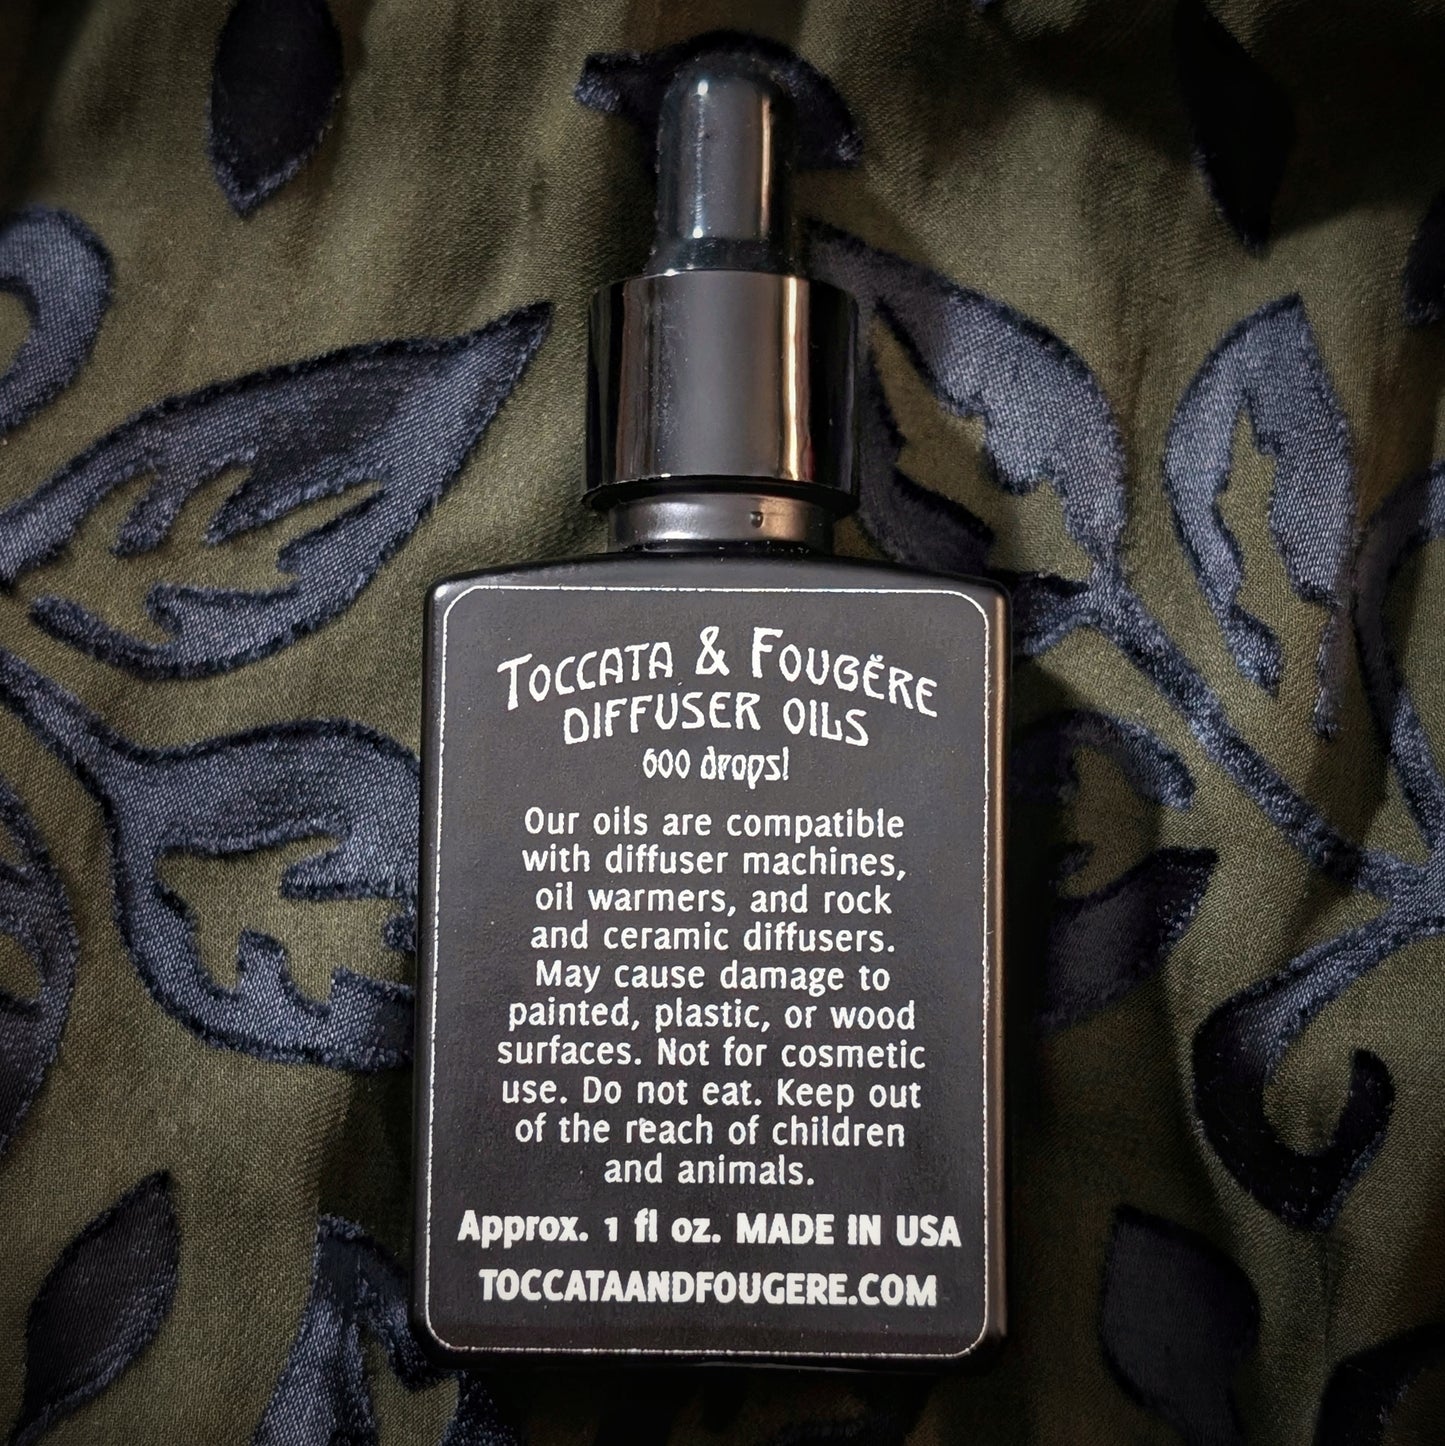 TOCCATA & FOUGĚRE
DIFFUSER OILS
600 drops!
Our oils are compatible
with diffuser machines,
oil warmers, and rock
and ceramic diffusers.
May cause damage to
painted, plastic, or wood
surfaces. Not for cosmetic
use. Do not eat. Keep out
of the reach of children
and animals.
Approx. 1 fl oz. MADE IN USA
TOCCATAANDFOUGERE.COM